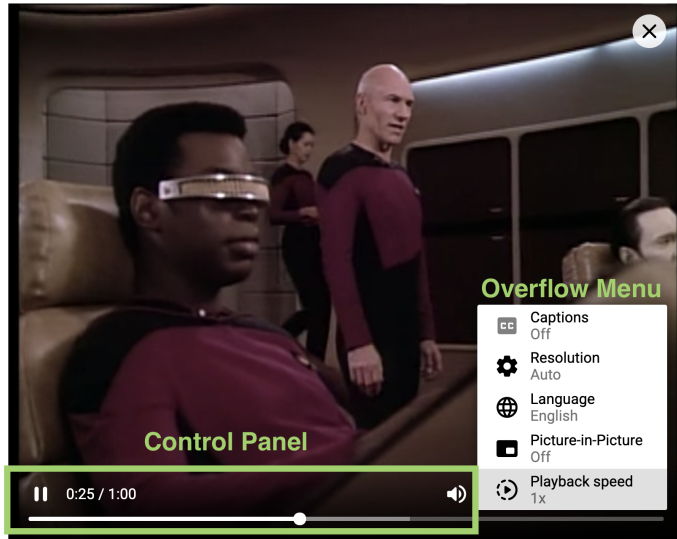 Overflow Menu
CC
Captions
Off
Resolution
Auto
Language
English
Picture-in-Picture
Off
Playback speed
1x
Control Panel
0:25 / 1:00